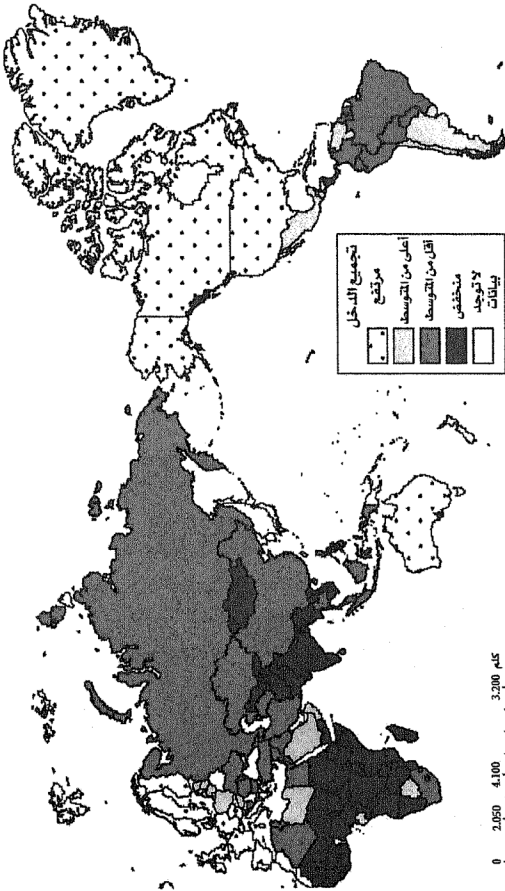 تجميع الدخل
مرتفع
أعلى من المتوسط
أقل من المتوسط
منخفض
لا توجد
بيانات
0 2.050 4.100 3.200 كلم